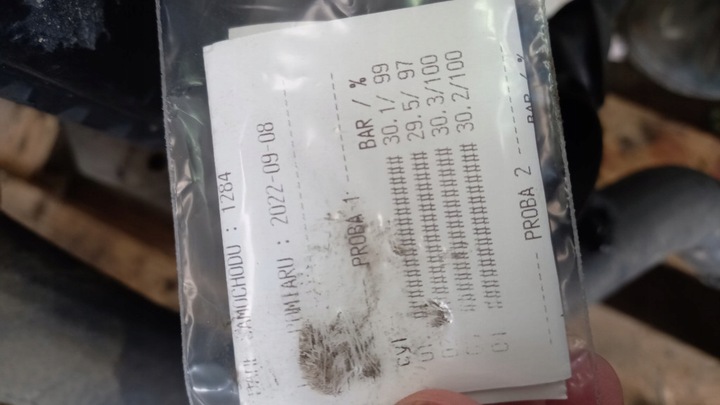 SAMOCHODU : 1284
POMIARU : 2022-09-08
PROBA 1
cyl BAR / %
################ 30.1/ 99
################ 29.5/ 97
################ 30.3/100
################ 30.2/100
PROBA 2
BAR / %